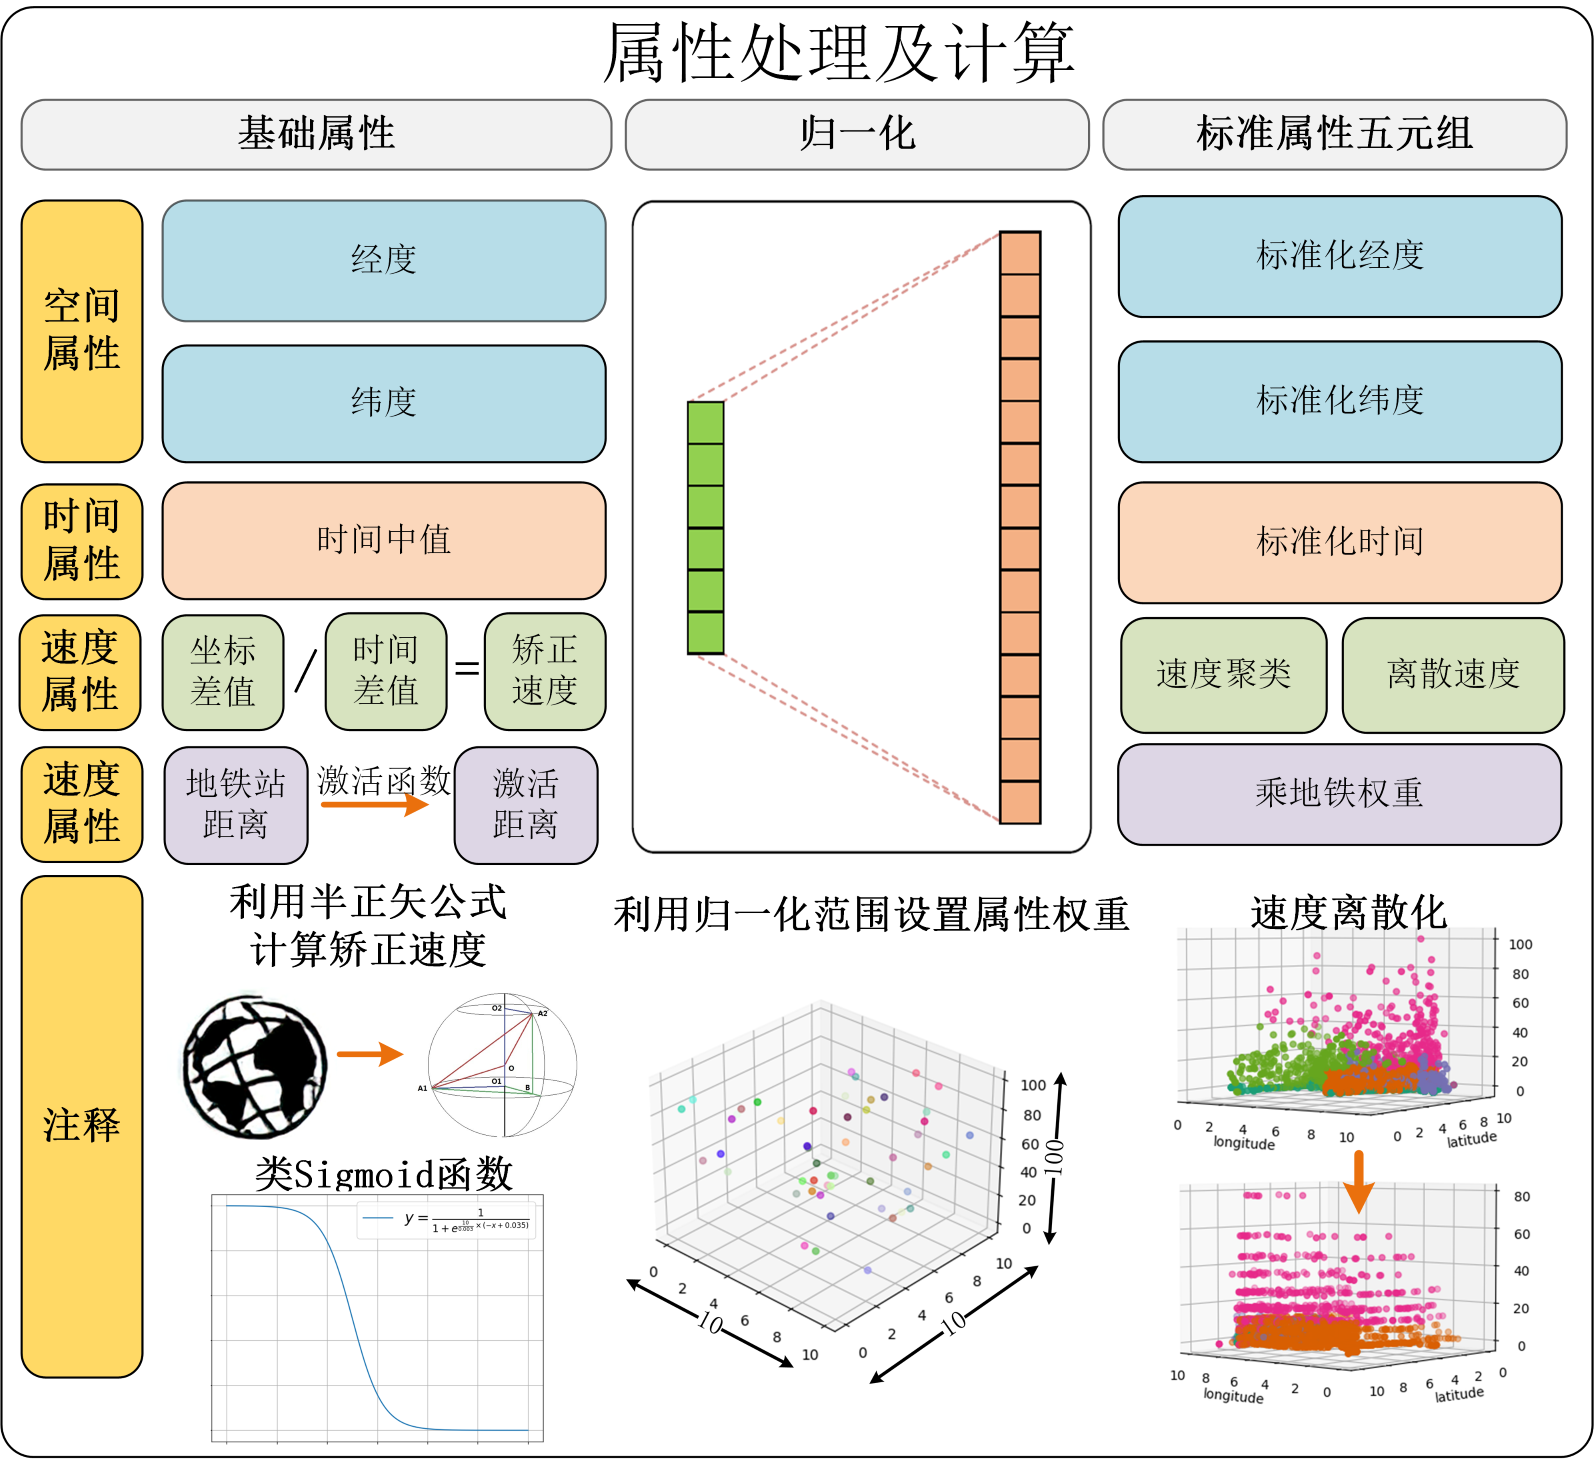 属性处理及计算
基础属性
归一化
标准属性五元组
空间
属性
经度
纬度
标准化经度
标准化纬度
时间
属性
时间中值
标准化时间
速度
属性
坐标
差值
/
时间
差值
=
矫正
速度
速度聚类
离散速度
速度
属性
地铁站
距离
激活函数
激活
距离
乘地铁权重
注释
利用半正矢公式
计算矫正速度
O2
A2
O
O1
A1
B
类Sigmoid函数
y = 1 / (1 + e^(10/0.003 × (−x + 0.035)))
利用归一化范围设置属性权重
100
80
60
40
20
0
100
0
2
4
6
8
10
0
2
4
6
8
10
10
10
速度离散化
100
80
60
40
20
0
0
2
4
6
8
10
longitude
0
2
4
6
8
10
latitude
80
60
40
20
0
10
8
6
4
2
0
longitude
10
8
6
4
2
0
latitude